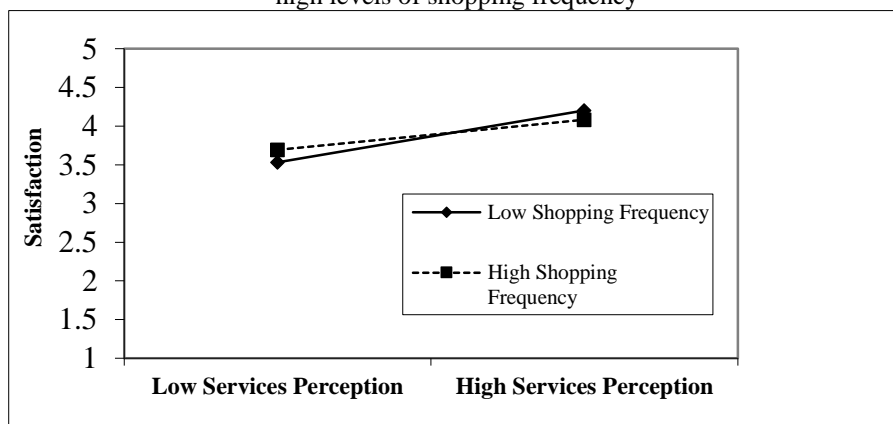 high levels of shopping frequency
5
4.5
4
3.5
3
2.5
2
1.5
1
Satisfaction
Low Shopping Frequency
High Shopping
Frequency
Low Services Perception High Services Perception